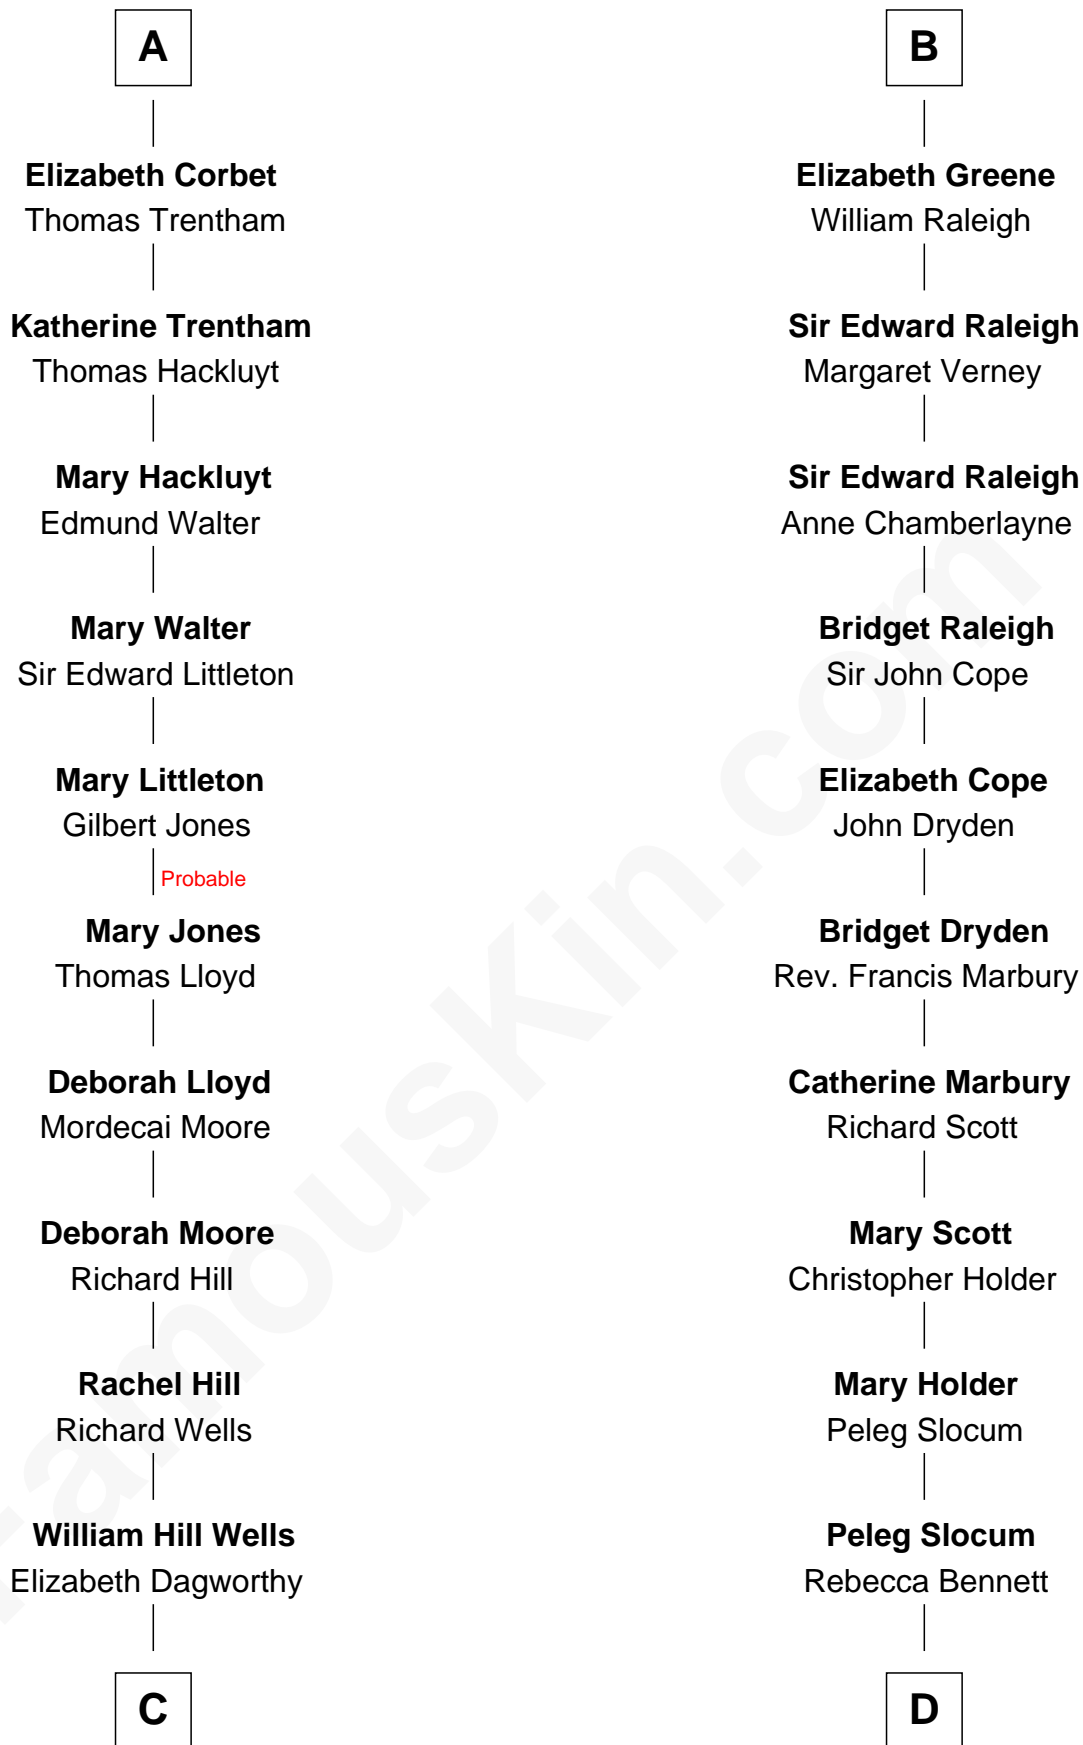 A
Elizabeth Corbet
Thomas Trentham
Katherine Trentham
Thomas Hackluyt
Mary Hackluyt
Edmund Walter
Mary Walter
Sir Edward Littleton
Mary Littleton
Gilbert Jones
Probable
Mary Jones
Thomas Lloyd
Deborah Lloyd
Mordecai Moore
Deborah Moore
Richard Hill
Rachel Hill
Richard Wells
William Hill Wells
Elizabeth Dagworthy
C
B
Elizabeth Greene
William Raleigh
Sir Edward Raleigh
Margaret Verney
Sir Edward Raleigh
Anne Chamberlayne
Bridget Raleigh
Sir John Cope
Elizabeth Cope
John Dryden
Bridget Dryden
Rev. Francis Marbury
Catherine Marbury
Richard Scott
Mary Scott
Christopher Holder
Mary Holder
Peleg Slocum
Peleg Slocum
Rebecca Bennett
D
FamousKin.com